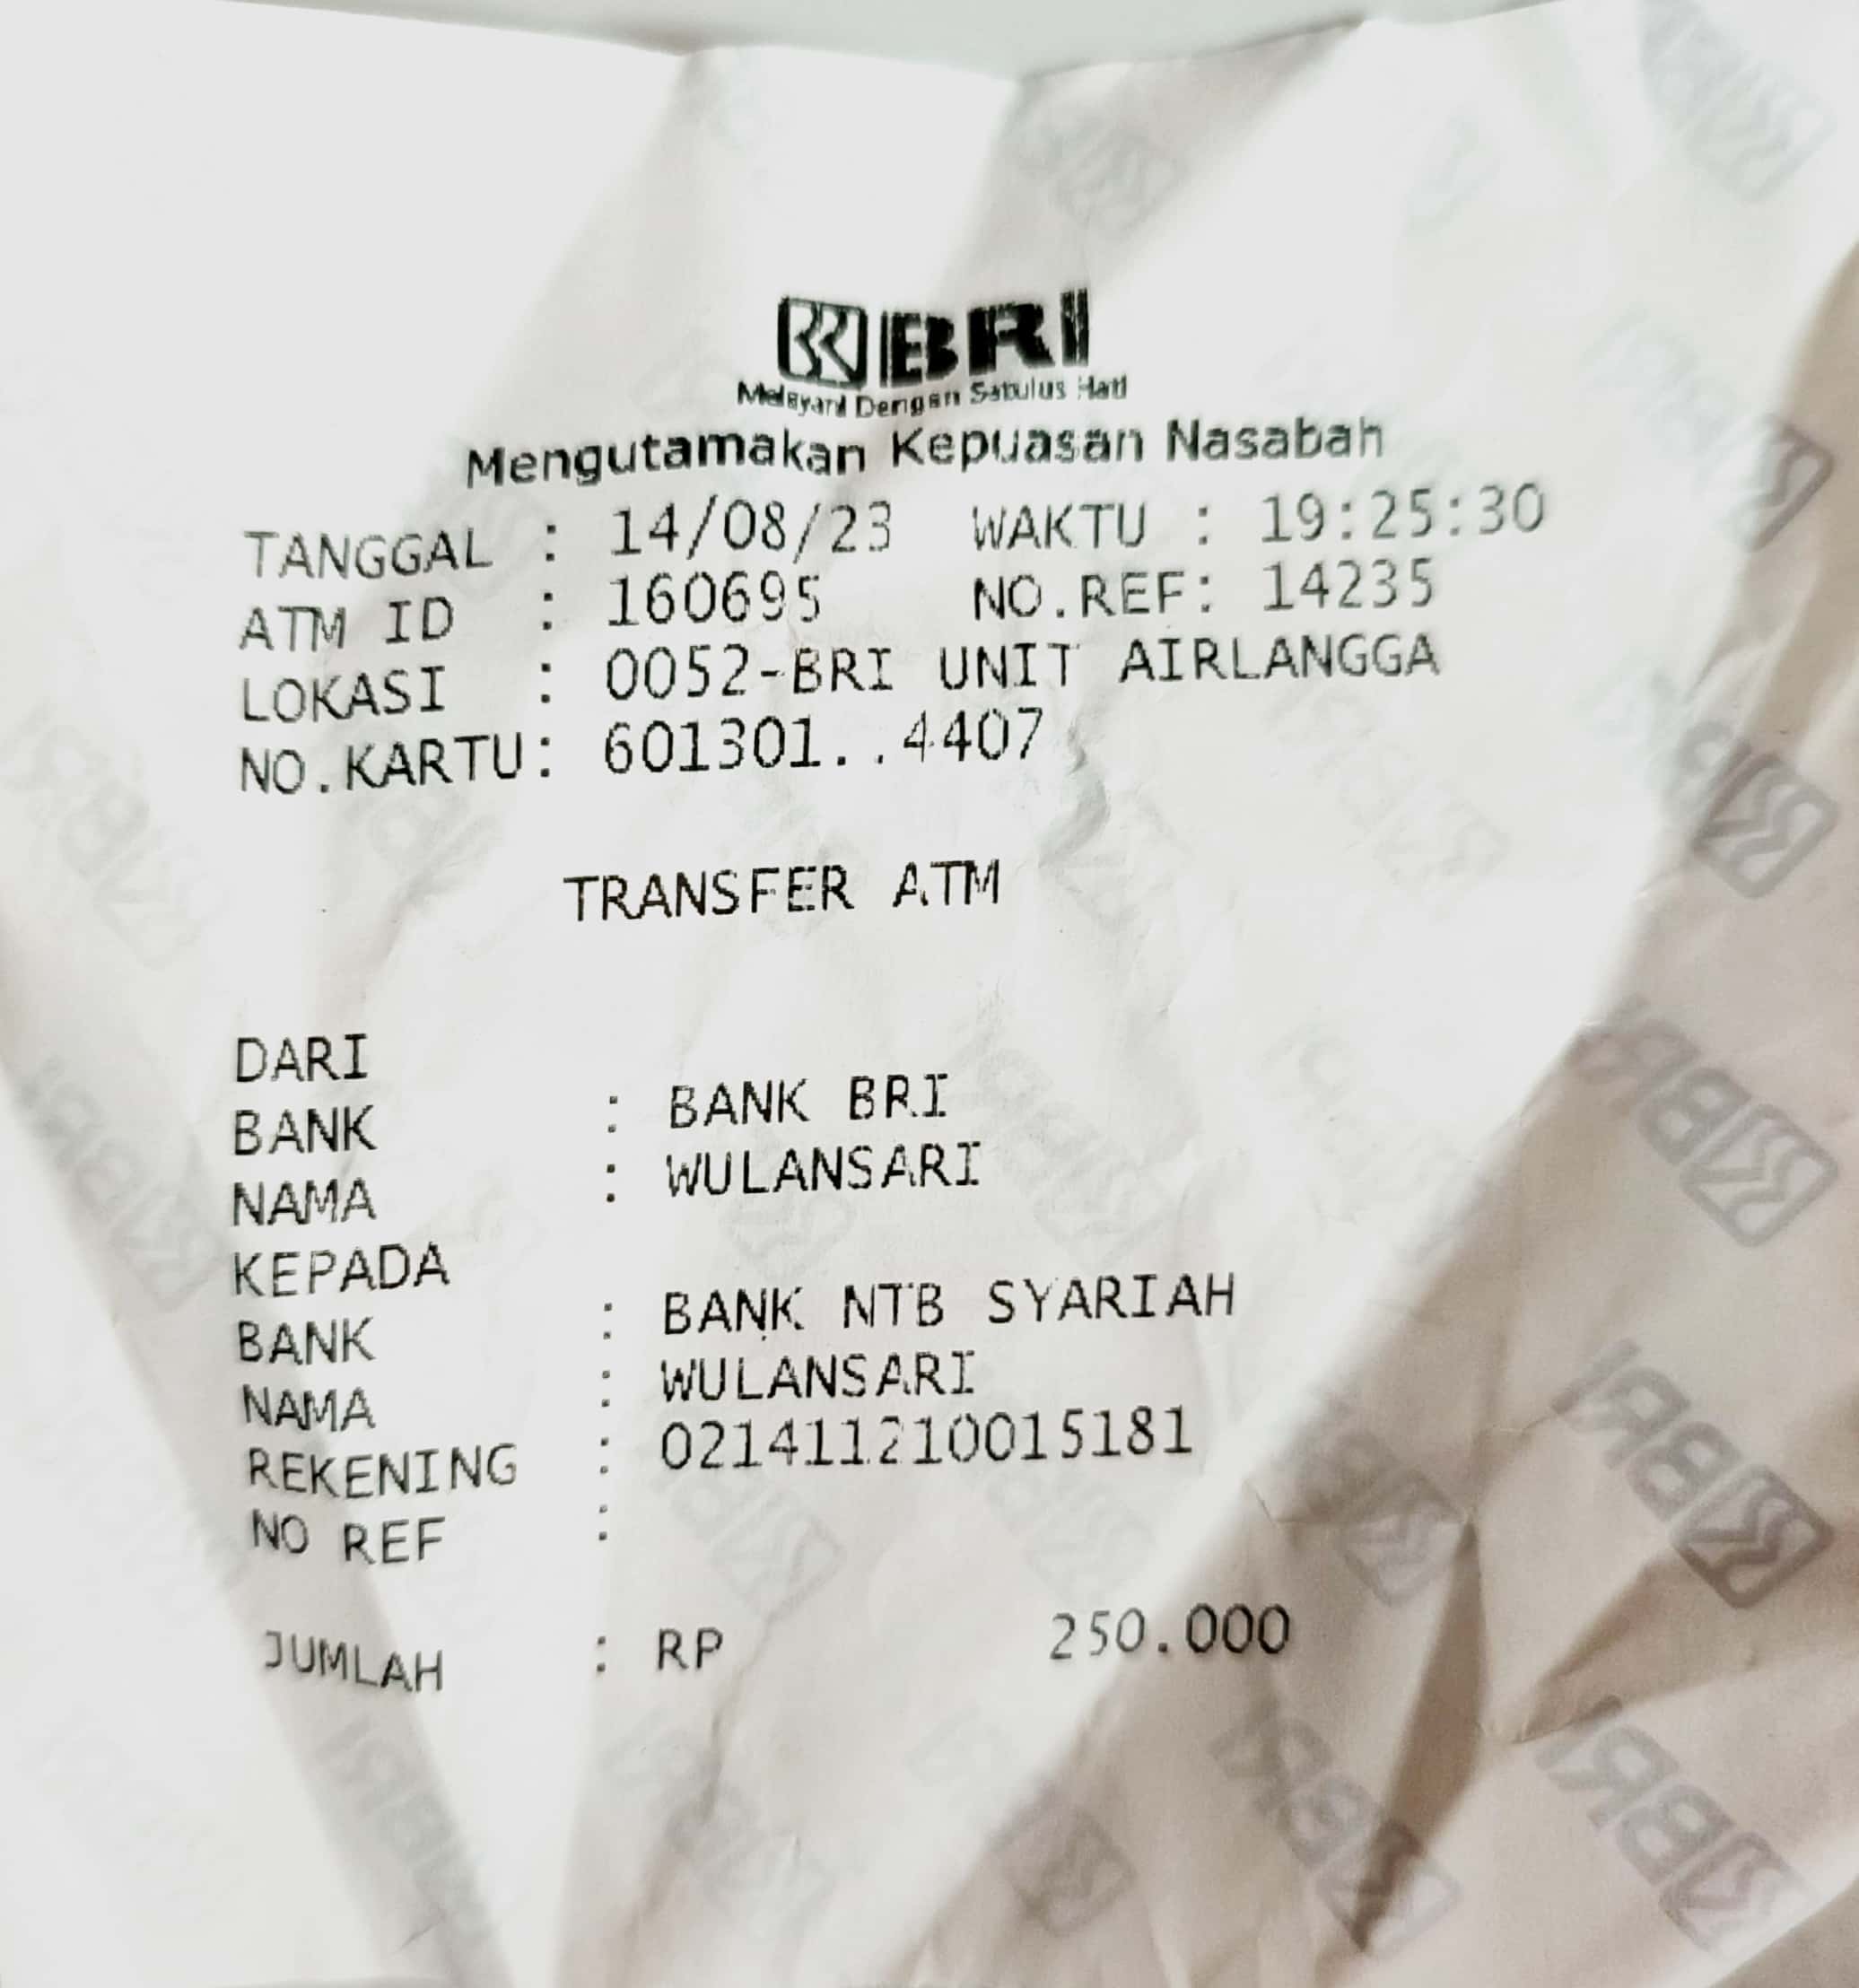 BRI
Melayani Dengan Setulus Hati
Mengutamakan Kepuasan Nasabah
TANGGAL : 14/08/23 WAKTU : 19:25:30
ATM ID : 160695 NO.REF: 14235
LOKASI : 0052-BRI UNIT AIRLANGGA
NO.KARTU: 601301..4407
TRANSFER ATM
DARI
BANK : BANK BRI
NAMA : WULANSARI
KEPADA
BANK : BANK NTB SYARIAH
NAMA : WULANSARI
REKENING : 021411210015181
NO REF :
JUMLAH : RP 250.000